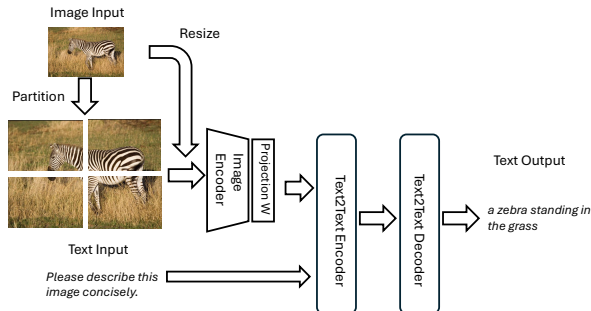 Image Input
Resize
Partition
Image
Encoder
Projection W
Text2Text Encoder
Text2Text Decoder
Text Output
a zebra standing in
the grass
Text Input
Please describe this
image concisely.